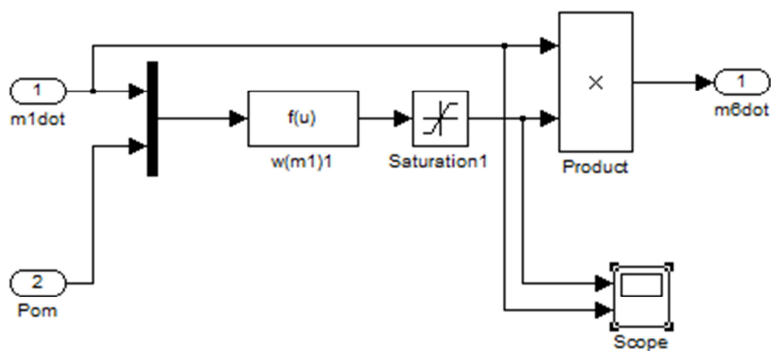 1
m1dot
f(u)
w(m1)1
Saturation1
×
Product
1
m6dot
2
Pom
Scope